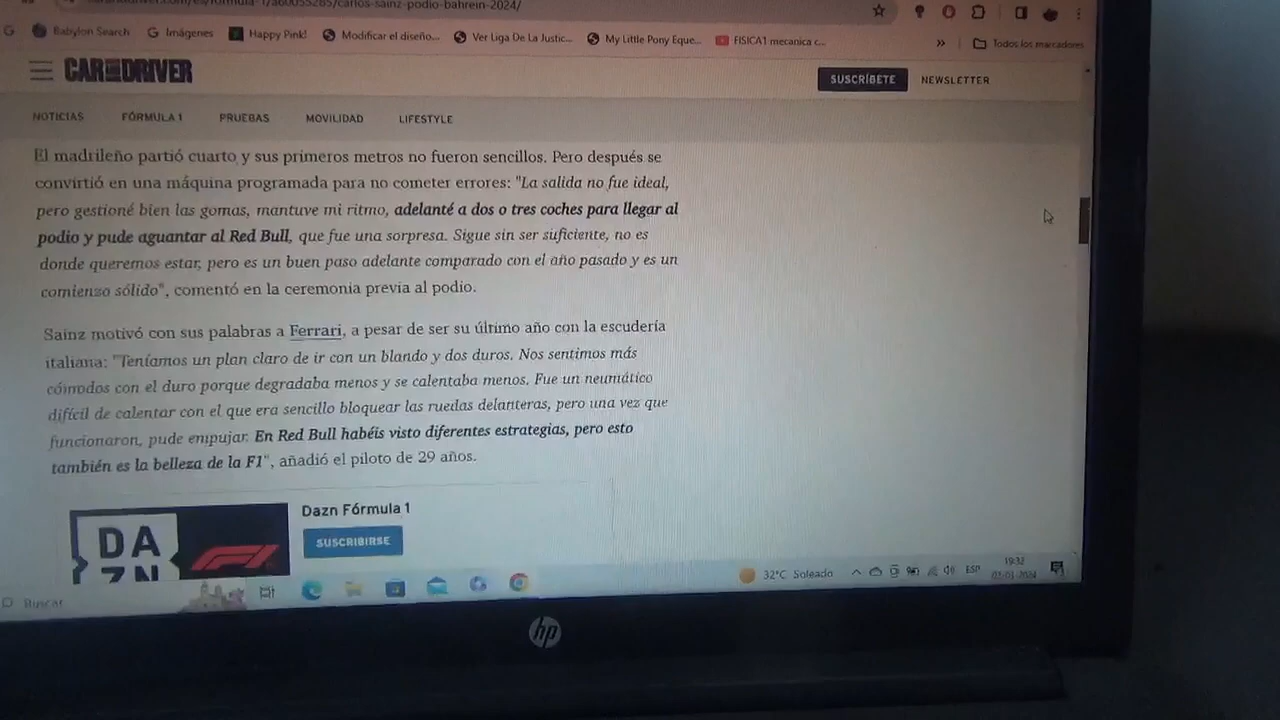 carlos-sainz-podio-bahrein-2024/
Babylon Search Imágenes Happy Pink! Modificar el diseño... Ver Liga De La Justic... My Little Pony Eque... FISICA1 mecanica c... » Todos los marcadores
CAR AND DRIVER SUSCRÍBETE NEWSLETTER
NOTICIAS FÓRMULA 1 PRUEBAS MOVILIDAD LIFESTYLE
El madrileño partió cuarto y sus primeros metros no fueron sencillos. Pero después se
convirtió en una máquina programada para no cometer errores: "La salida no fue ideal,
pero gestioné bien las gomas, mantuve mi ritmo, adelanté a dos o tres coches para llegar al
podio y pude aguantar al Red Bull, que fue una sorpresa. Sigue sin ser suficiente, no es
donde queremos estar, pero es un buen paso adelante comparado con el año pasado y es un
comienzo sólido", comentó en la ceremonia previa al podio.
Sainz motivó con sus palabras a Ferrari, a pesar de ser su último año con la escudería
italiana: "Teníamos un plan claro de ir con un blando y dos duros. Nos sentimos más
cómodos con el duro porque degradaba menos y se calentaba menos. Fue un neumático
difícil de calentar con el que era sencillo bloquear las ruedas delanteras, pero una vez que
funcionaron, pude empujar. En Red Bull habéis visto diferentes estrategias, pero esto
también es la belleza de la F1", añadió el piloto de 29 años.
Dazn Fórmula 1
SUSCRIBIRSE
DA
ZN
Buscar
32°C Soleado ESP 19:32
hp